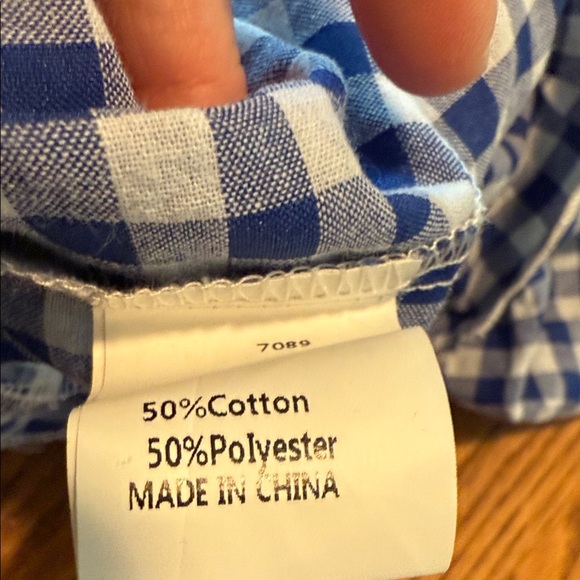 7089
50%Cotton
50%Polyester
MADE IN CHINA